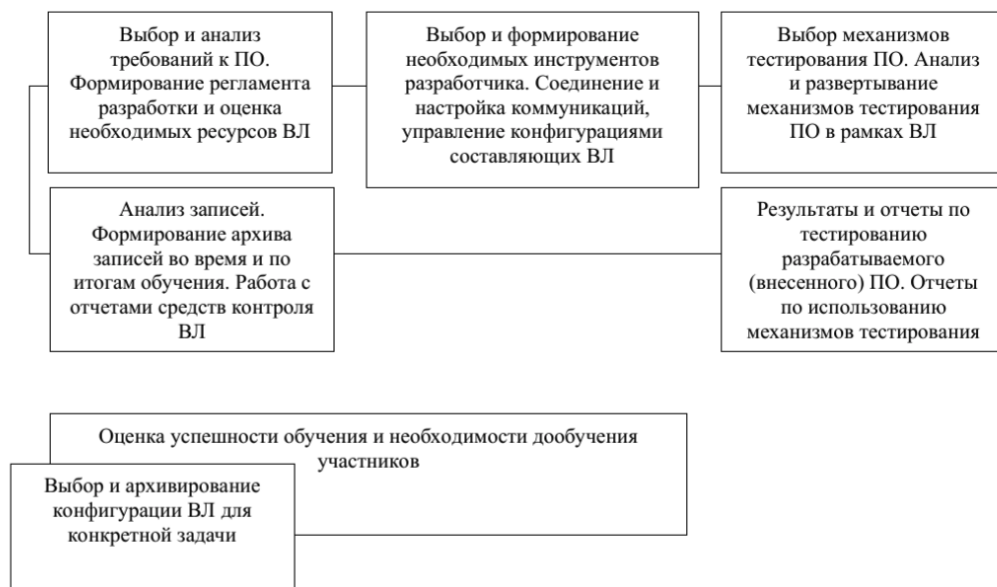 Выбор и анализ
требований к ПО.
Формирование регламента
разработки и оценка
необходимых ресурсов ВЛ
Выбор и формирование
необходимых инструментов
разработчика. Соединение и
настройка коммуникаций,
управление конфигурациями
составляющих ВЛ
Выбор механизмов
тестирования ПО. Анализ
и развертывание
механизмов тестирования
ПО в рамках ВЛ
Анализ записей.
Формирование архива
записей во время и по
итогам обучения. Работа с
отчетами средств контроля
ВЛ
Результаты и отчеты по
тестированию
разрабатываемого
(внесенного) ПО. Отчеты
по использованию
механизмов тестирования
Оценка успешности обучения и необходимости дообучения
участников
Выбор и архивирование
конфигурации ВЛ для
конкретной задачи